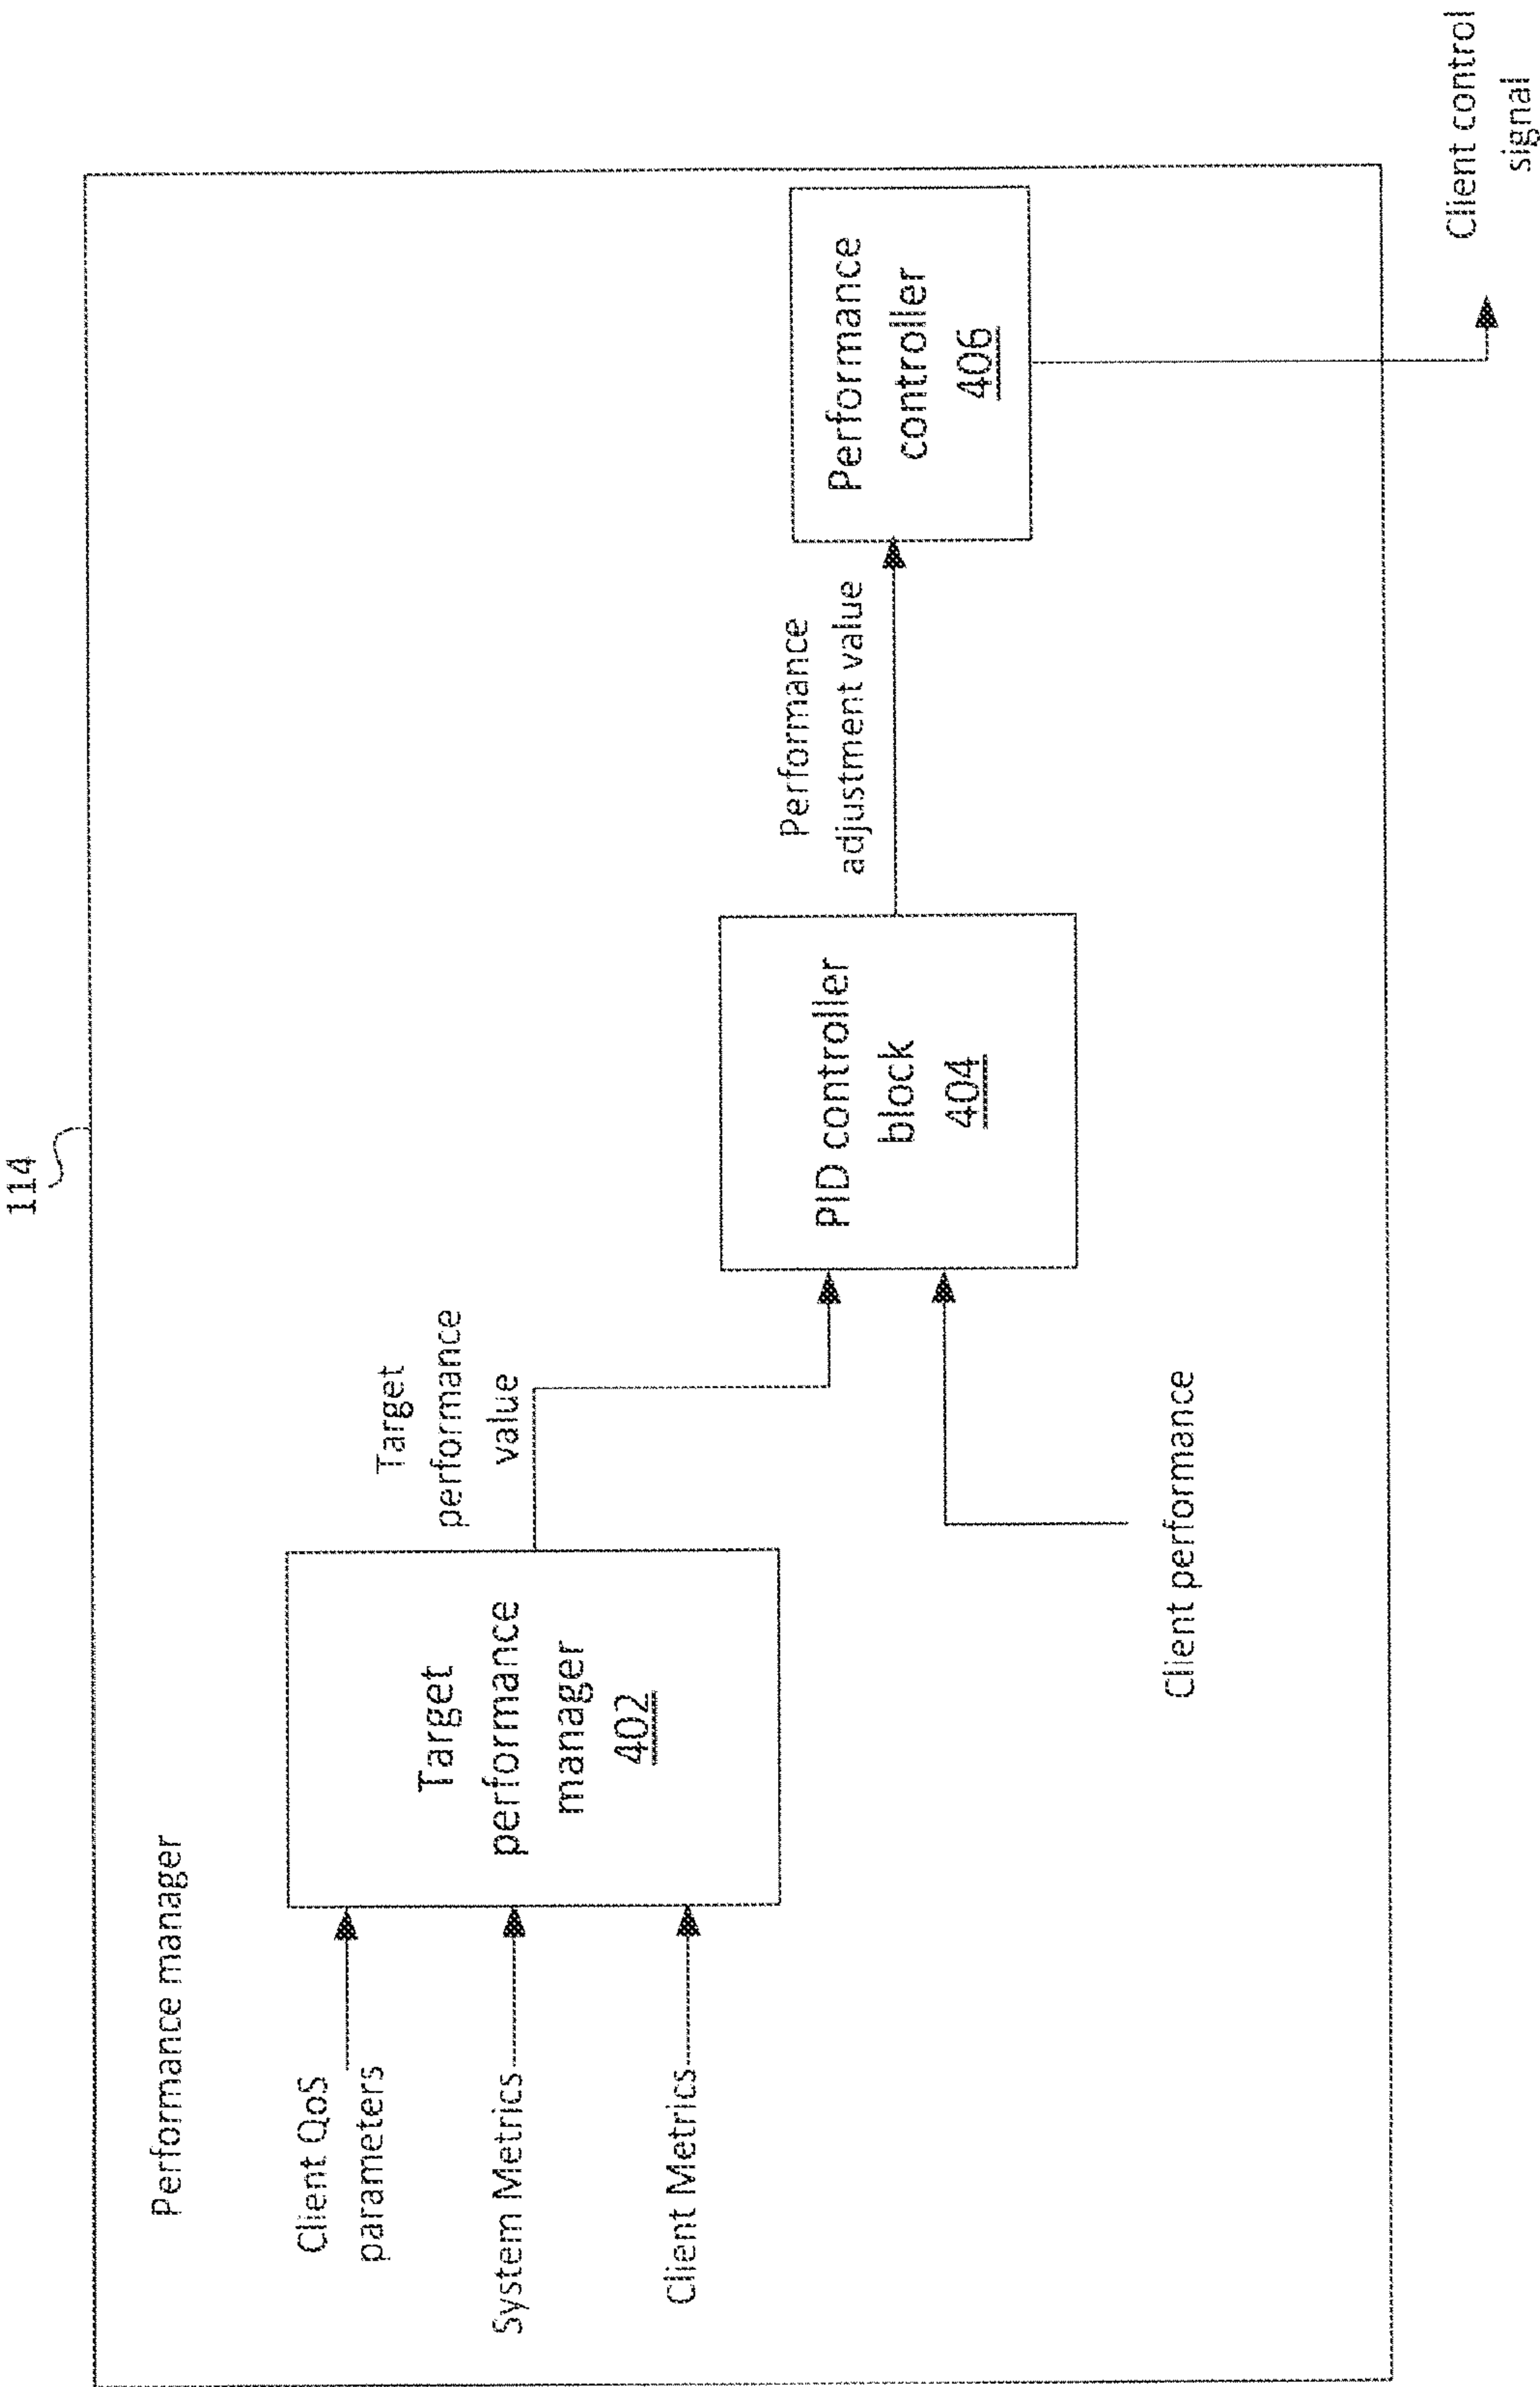 114
Performance manager
Client QoS
parameters
System Metrics
Client Metrics
Target
performance
manager
402
Target
performance
value
Client performance
PID controller
block
404
Performance
adjustment value
Performance
controller
406
Client control
signal